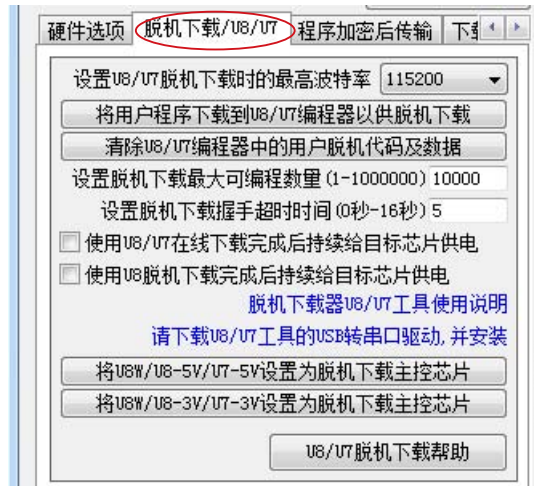 硬件选项 脱机下载/U8/U7 程序加密后传输
设置U8/U7脱机下载时的最高波特率 115200
将用户程序下载到U8/U7编程器以供脱机下载
清除U8/U7编程器中的用户脱机代码及数据
设置脱机下载最大可编程数量(1-1000000) 10000
设置脱机下载握手超时时间(0秒-16秒) 5
使用U8/U7在线下载完成后持续给目标芯片供电
使用U8脱机下载完成后持续给目标芯片供电
脱机下载器U8/U7工具使用说明
请下载U8/U7工具的USB转串口驱动,并安装
将U8W/U8-5V/U7-5V设置为脱机下载主控芯片
将U8W/U8-3V/U7-3V设置为脱机下载主控芯片
U8/U7脱机下载帮助